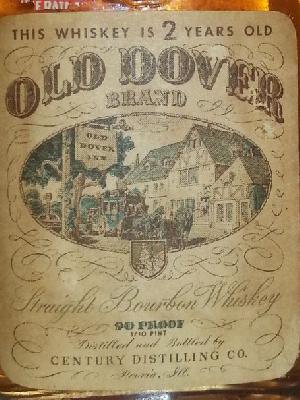 THIS WHISKEY IS 2 YEARS OLD
OLD DOVER
BRAND
OLD
DOVER
INN
Straight Bourbon Whiskey
90 PROOF
1/10 PINT
Distilled and Bottled by
CENTURY DISTILLING CO.
Peoria, Ill.